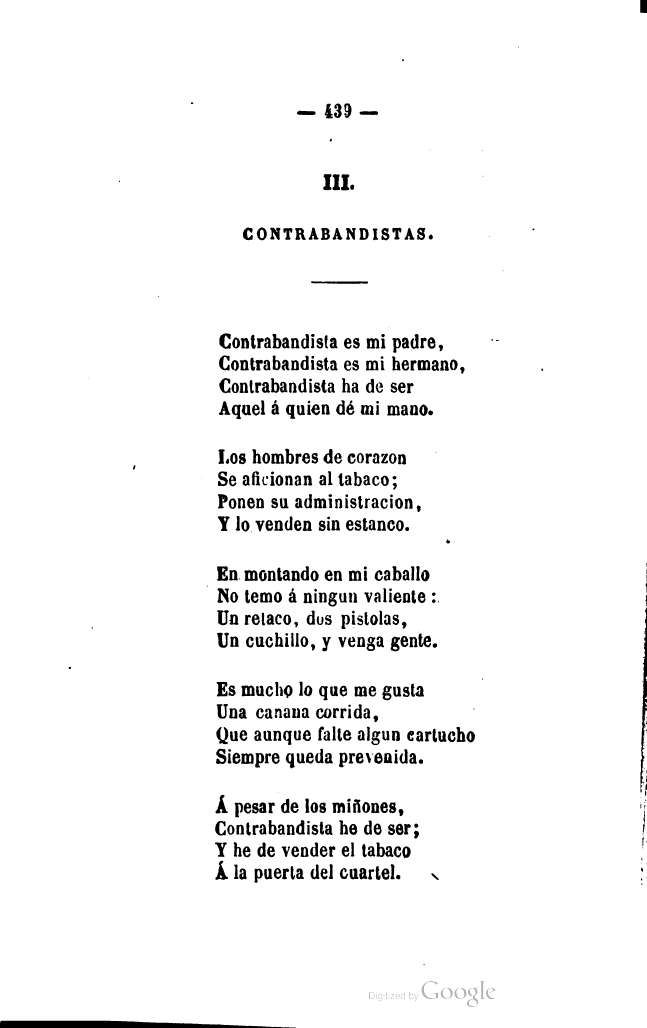 — 439 —
III.
CONTRABANDISTAS.
Contrabandista es mi padre,
Contrabandista es mi hermano,
Contrabandista ha de ser
Aquel á quien dé mi mano.
Los hombres de corazon
Se aficionan al tabaco;
Ponen su administracion,
Y lo venden sin estanco.
En montando en mi caballo
No temo á ningun valiente:
Un retaco, dos pistolas,
Un cuchillo, y venga gente.
Es mucho lo que me gusta
Una canana corrida,
Que aunque falte algun cartucho
Siempre queda prevenida.
Á pesar de los miñones,
Contrabandista he de ser;
Y he de vender el tabaco
Á la puerta del cuartel.
Digitized by Google